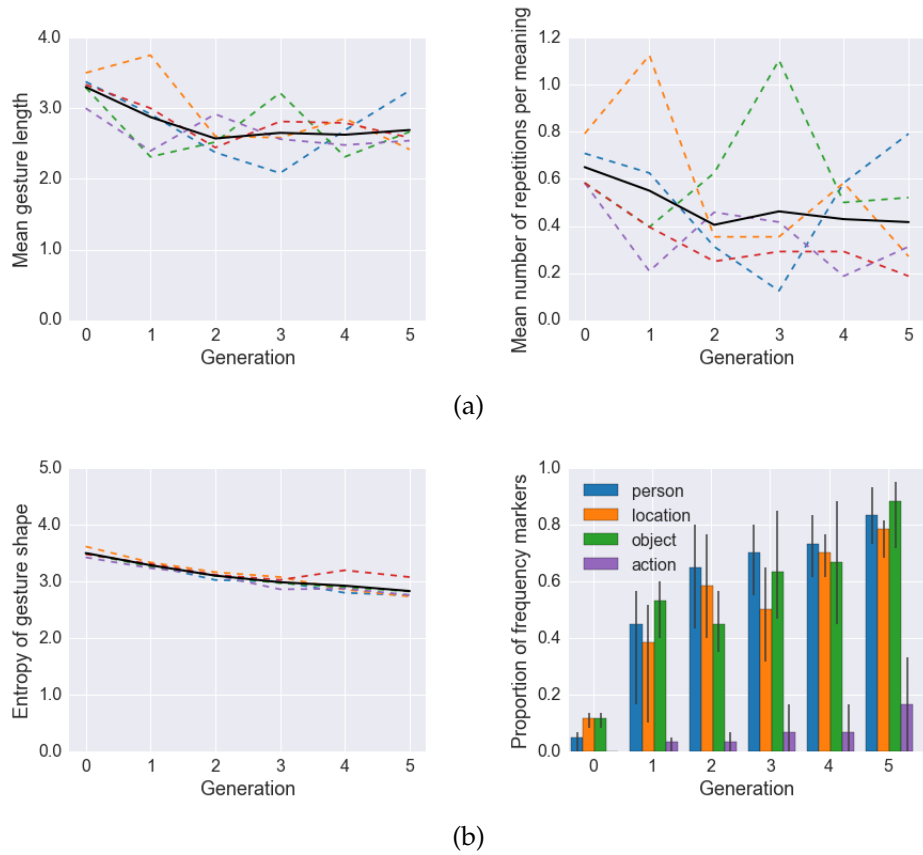 Mean gesture length
4.0
3.0
2.0
1.0
0.0
0 1 2 3 4 5
Generation
Mean number of repetitions per meaning
1.2
1.0
0.8
0.6
0.4
0.2
0.0
0 1 2 3 4 5
Generation
(a)
Entropy of gesture shape
5.0
4.0
3.0
2.0
1.0
0.0
0 1 2 3 4 5
Generation
Proportion of frequency markers
1.0
0.8
0.6
0.4
0.2
0.0
person
location
object
action
0 1 2 3 4 5
Generation
(b)